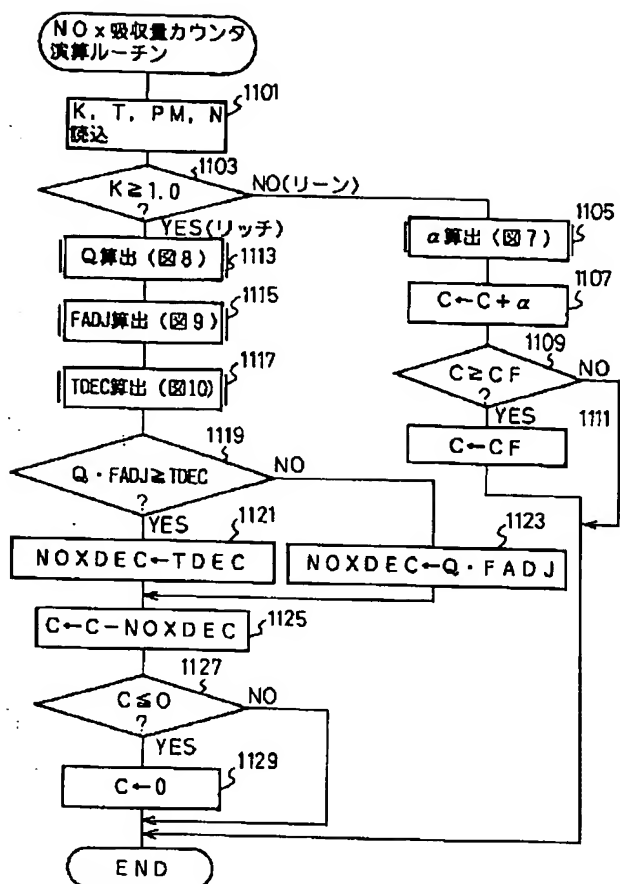 NOx吸収量カウンタ
演算ルーチン
1101
K, T, PM, N
読込
1103
K≧1.0
?
NO(リーン)
YES(リッチ)
1105
α算出(図7)
Q算出(図8)
1113
1107
C←C+α
1115
FADJ算出(図9)
1109
C≧CF
?
NO
YES
1117
TDEC算出(図10)
1111
C←CF
1119
Q・FADJ≧TDEC
?
NO
YES
1121
NOXDEC←TDEC
1123
NOXDEC←Q・FADJ
C←C-NOXDEC
1125
1127
C≦0
?
NO
YES
1129
C←0
END